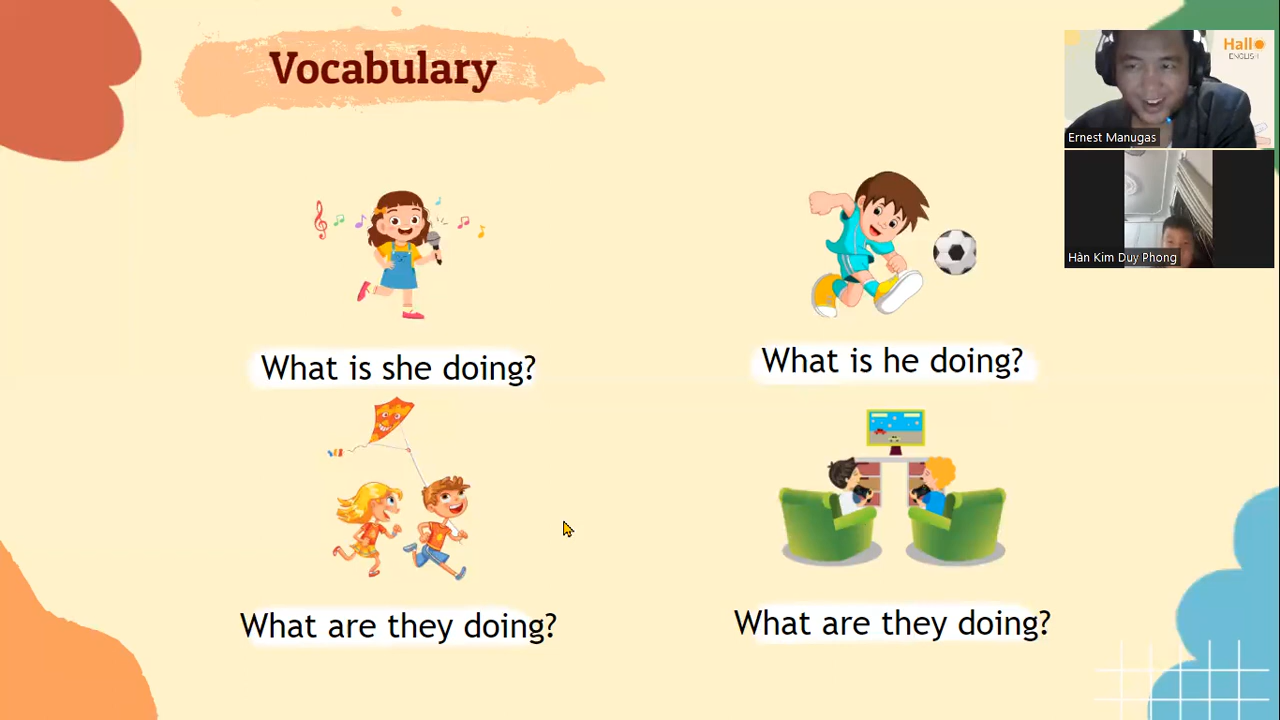 Vocabulary
Hallo
ENGLISH
Ernest Manugas
Hàn Kim Duy Phong
What is she doing?
What is he doing?
What are they doing?
What are they doing?